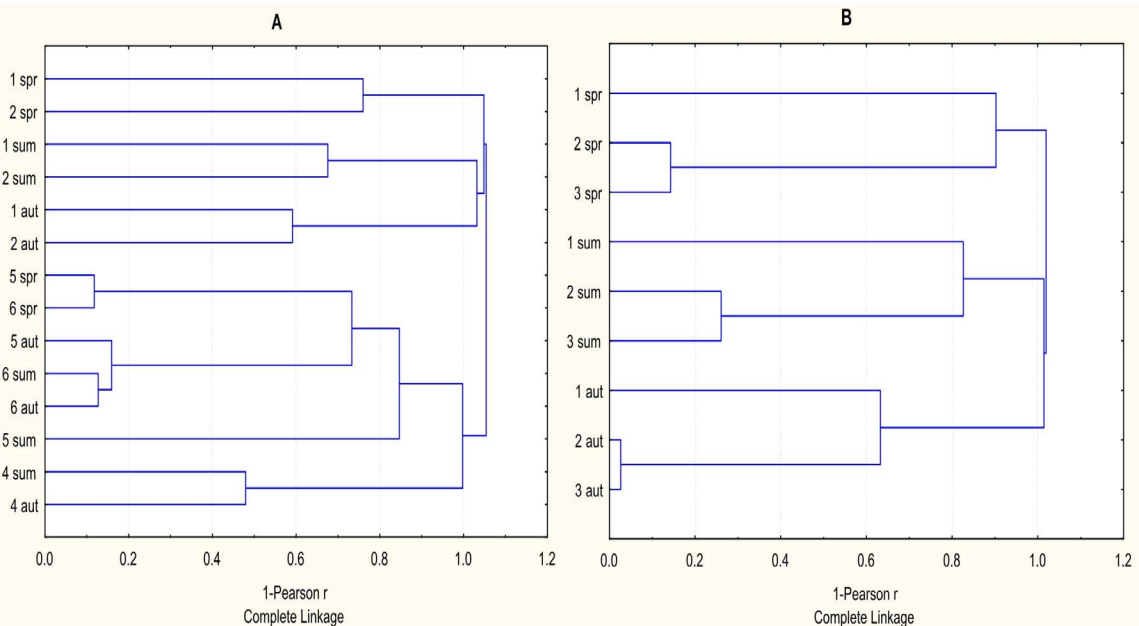 A
1 spr
2 spr
1 sum
2 sum
1 aut
2 aut
5 spr
6 spr
5 aut
6 sum
6 aut
5 sum
4 sum
4 aut
0.0 0.2 0.4 0.6 0.8 1.0 1.2
1-Pearson r
Complete Linkage
B
1 spr
2 spr
3 spr
1 sum
2 sum
3 sum
1 aut
2 aut
3 aut
0.0 0.2 0.4 0.6 0.8 1.0 1.2
1-Pearson r
Complete Linkage